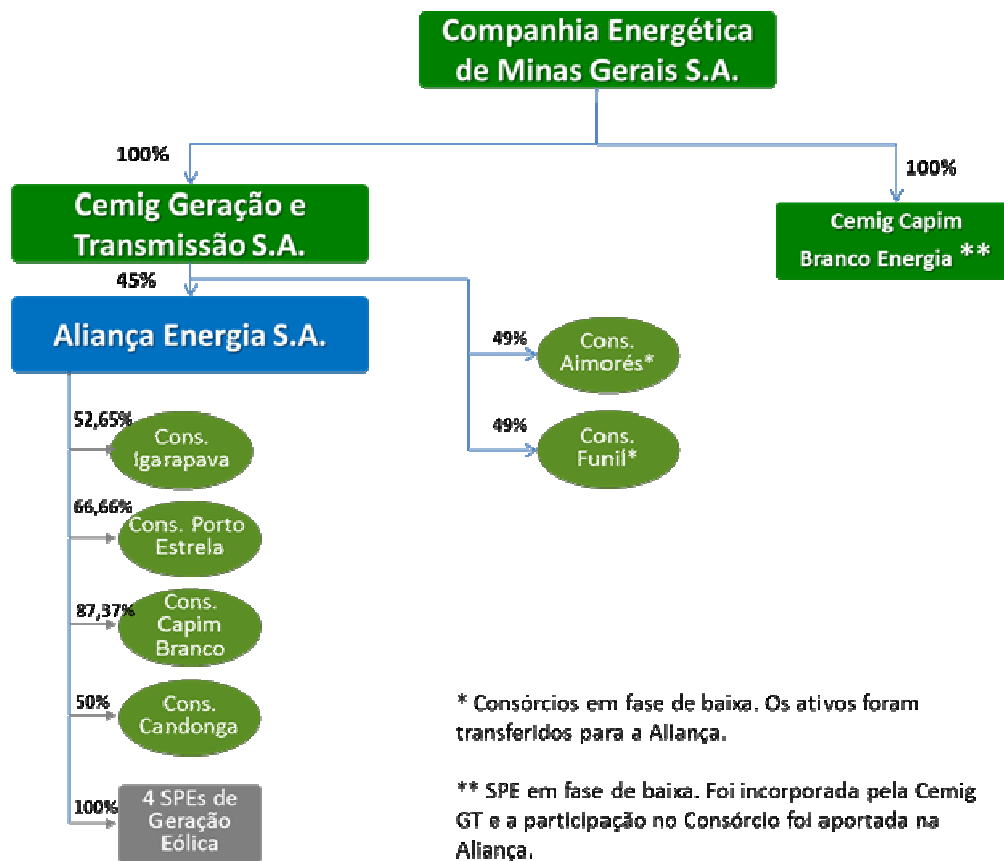 Companhia Energética
de Minas Gerais S.A.
100%
100%
Cemig Geração e
Transmissão S.A.
Cemig Capim
Branco Energia **
45%
Aliança Energia S.A.
49%
Cons.
Aimorés*
49%
Cons.
Funil*
52,65%
Cons.
Igarapava
66,66%
Cons. Porto
Estrela
87,37%
Cons.
Capim
Branco
50%
Cons.
Candonga
100%
4 SPEs de
Geração
Eólica
* Consórcios em fase de baixa. Os ativos foram
transferidos para a Aliança.
** SPE em fase de baixa. Foi incorporada pela Cemig
GT e a participação no Consórcio foi aportada na
Aliança.